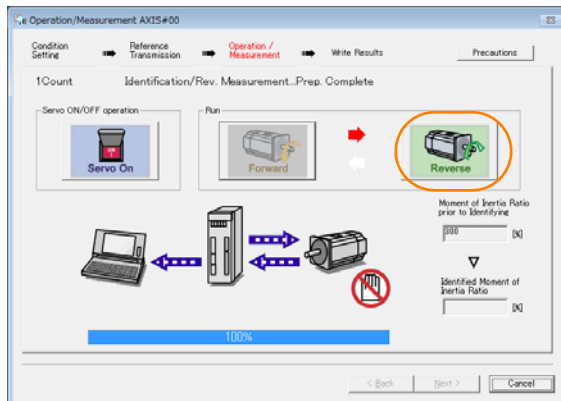 Operation/Measurement AXIS#00
Condition Setting
Reference Transmission
Operation / Measurement
Write Results
Precautions
1Count
Identification/Rev. Measurement...Prep. Complete
Servo ON/OFF operation
Run
Servo On
Forward
Reverse
Moment of Inertia Ratio
prior to Identifying
300
[%]
Identified Moment of
Inertia Ratio
[%]
100%
< Back
Next >
Cancel